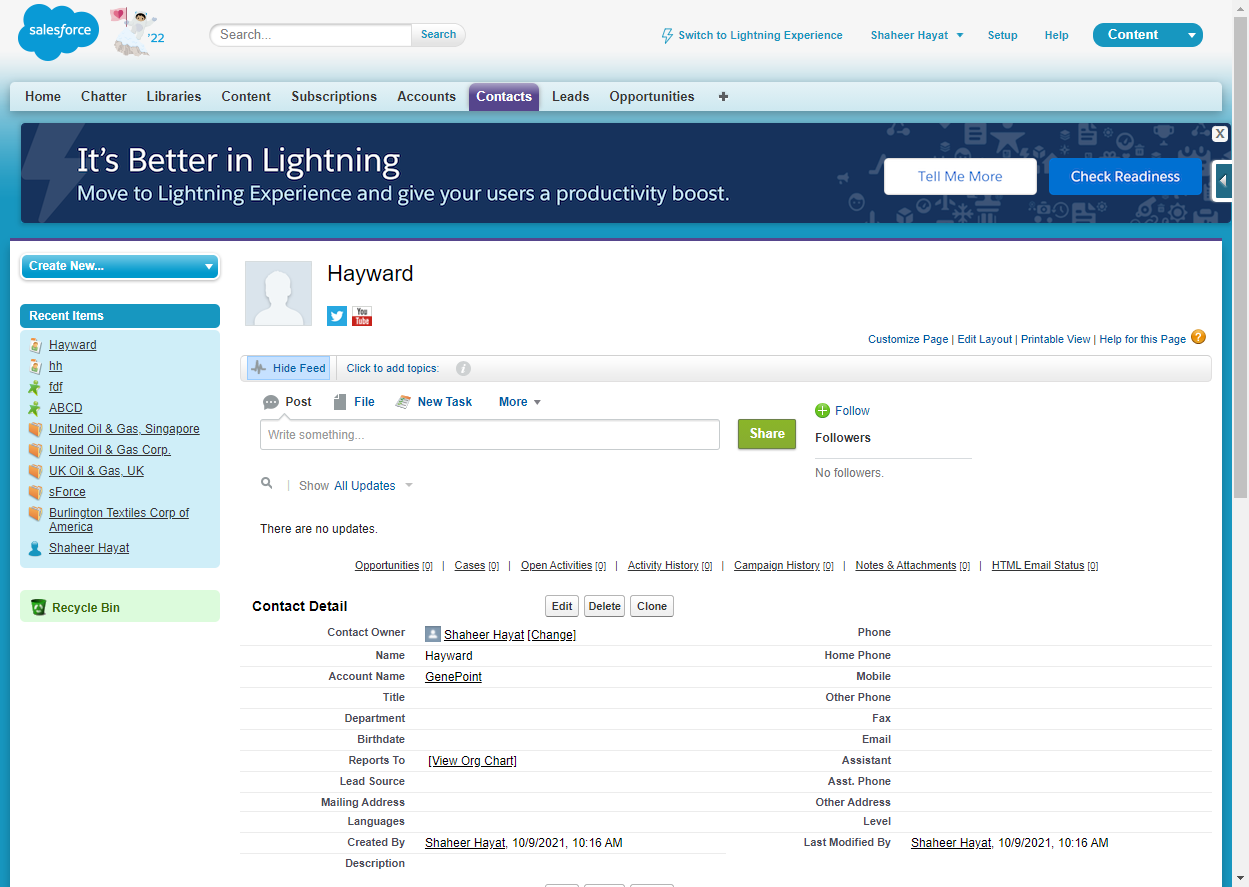 salesforce
'22
Search...
Search
Switch to Lightning Experience
Shaheer Hayat
Setup
Help
Content
Home Chatter Libraries Content Subscriptions Accounts Contacts Leads Opportunities +
X
It's Better in Lightning
Move to Lightning Experience and give your users a productivity boost.
Tell Me More
Check Readiness
Create New...
Recent Items
Hayward
hh
fdf
ABCD
United Oil & Gas, Singapore
United Oil & Gas Corp.
UK Oil & Gas, UK
sForce
Burlington Textiles Corp of
America
Shaheer Hayat
Recycle Bin
Hayward
You
Tube
Customize Page | Edit Layout | Printable View | Help for this Page ?
Hide Feed
Click to add topics: i
Post File New Task More
Write something...
Share
Follow
Followers
No followers.
| Show All Updates
There are no updates.
Opportunities [0] | Cases [0] | Open Activities [0] | Activity History [0] | Campaign History [0] | Notes & Attachments [0] | HTML Email Status [0]
Contact Detail
Edit Delete Clone
Contact Owner Shaheer Hayat [Change] Phone
Name Hayward Home Phone
Account Name GenePoint Mobile
Title Other Phone
Department Fax
Birthdate Email
Reports To [View Org Chart] Assistant
Lead Source Asst. Phone
Mailing Address Other Address
Languages Level
Created By Shaheer Hayat, 10/9/2021, 10:16 AM Last Modified By Shaheer Hayat, 10/9/2021, 10:16 AM
Description